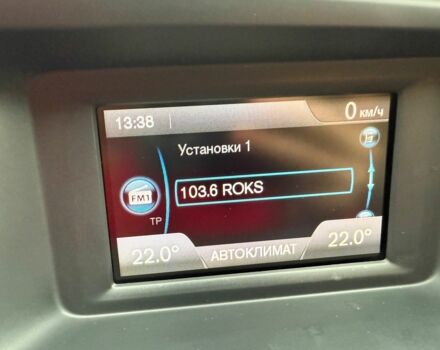 13:38
0 км/ч
Установки 1
103.6 ROKS
FM1
TP
22.0°
АВТОКЛИМАТ
22.0°